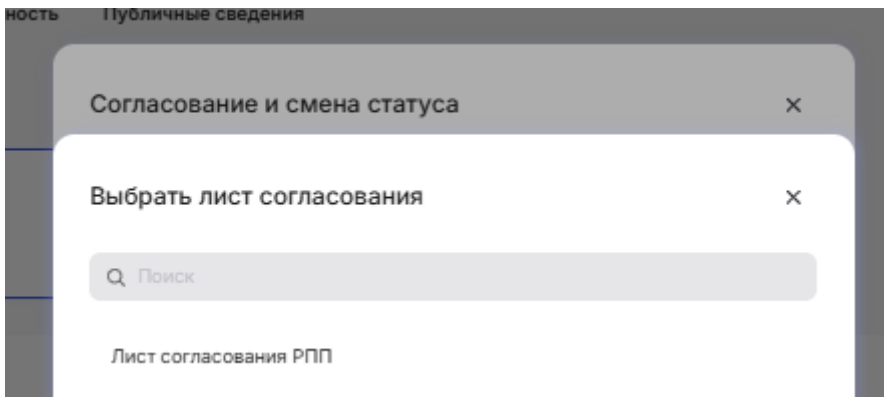 ность Публичные сведения
Согласование и смена статуса
Выбрать лист согласования
Поиск
Лист согласования РПП